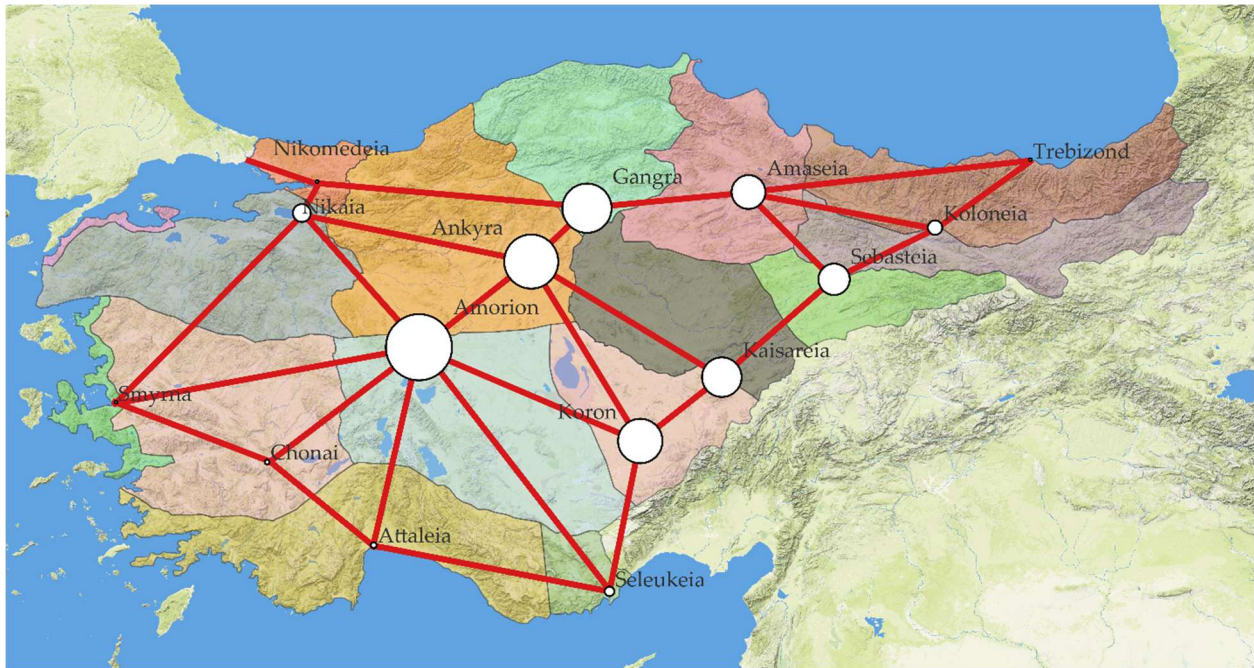 Nikomedeia
Trebizond
Amaseia
Gangra
Nikaia
Koloneia
Ankyra
Sebasteia
Amorion
Kaisareia
Smyrna
Koron
Chonai
Attaleia
Seleukeia